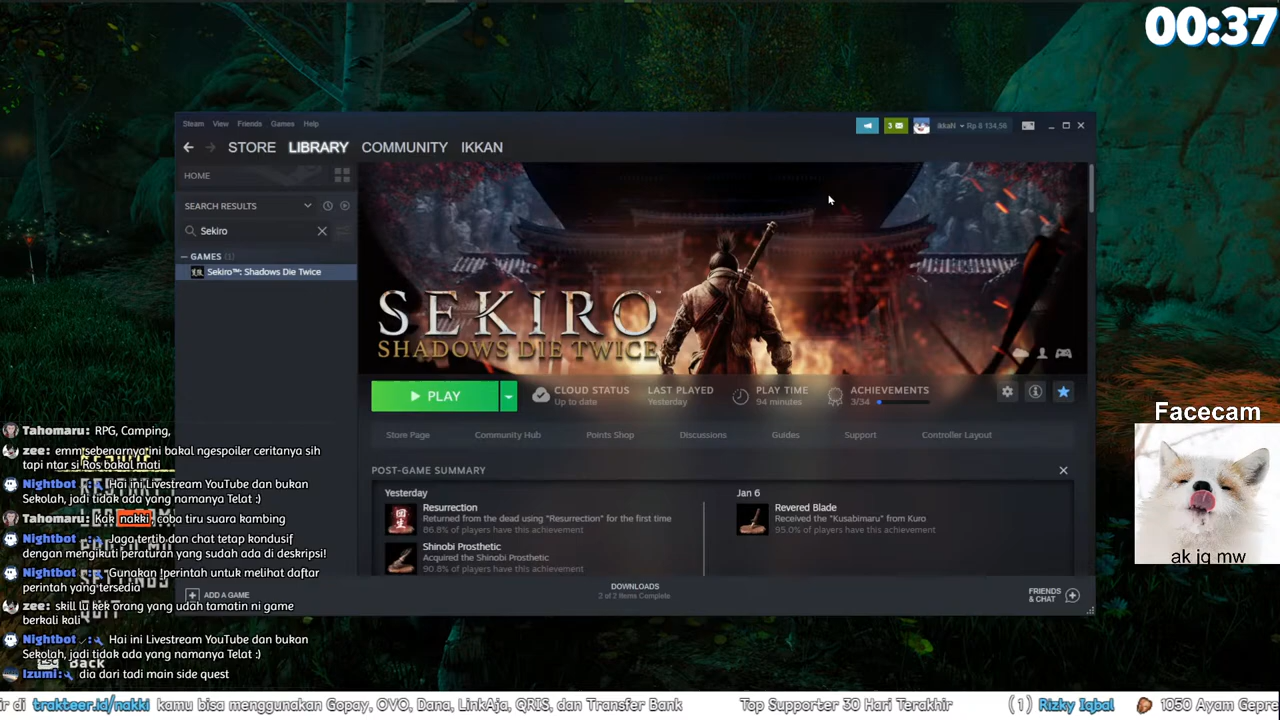 00:37
Steam View Friends Games Help
3
ikkaN
Rp 8 134,56
STORE LIBRARY COMMUNITY IKKAN
HOME
SEARCH RESULTS
Sekiro
GAMES (1)
Sekiro™: Shadows Die Twice
SEKIRO™
SHADOWS DIE TWICE
PLAY
CLOUD STATUS
Up to date
LAST PLAYED
Yesterday
PLAY TIME
94 minutes
ACHIEVEMENTS
3/34
Store Page Community Hub Points Shop Discussions Guides Support Controller Layout
POST-GAME SUMMARY
Yesterday
Resurrection
Returned from the dead using "Resurrection" for the first time
86.8% of players have this achievement
Shinobi Prosthetic
Acquired the Shinobi Prosthetic
90.8% of players have this achievement
Jan 6
Revered Blade
Received the "Kusabimaru" from Kuro
95.0% of players have this achievement
ADD A GAME
DOWNLOADS
2 of 2 Items Complete
FRIENDS
& CHAT
Tahomaru: RPG, Camping,
zee: emm sebenarnya ini bakal ngespoiler ceritanya sih
tapi ntar si Ros bakal mati
Nightbot: Hai ini Livestream YouTube dan bukan
Sekolah, jadi tidak ada yang namanya Telat :)
Tahomaru: Kak nakki, coba tiru suara kambing
Nightbot: Jaga tertib dan chat tetap kondusif
dengan mengikuti peraturan yang sudah ada di deskripsi!
Nightbot: Gunakan !perintah untuk melihat daftar
perintah yang tersedia
zee: skill lu kek orang yang udah tamatin ni game
berkali kali
Nightbot: Hai ini Livestream YouTube dan bukan
Sekolah, jadi tidak ada yang namanya Telat :)
Back
Izumi: dia dari tadi main side quest
Facecam
ak jg mw
ir di trakteer.id/nakki kamu bisa menggunakan Gopay, OVO, Dana, LinkAja, QRIS, dan Transfer Bank Top Supporter 30 Hari Terakhir (1) Rizky Iqbal 1050 Ayam Gepre